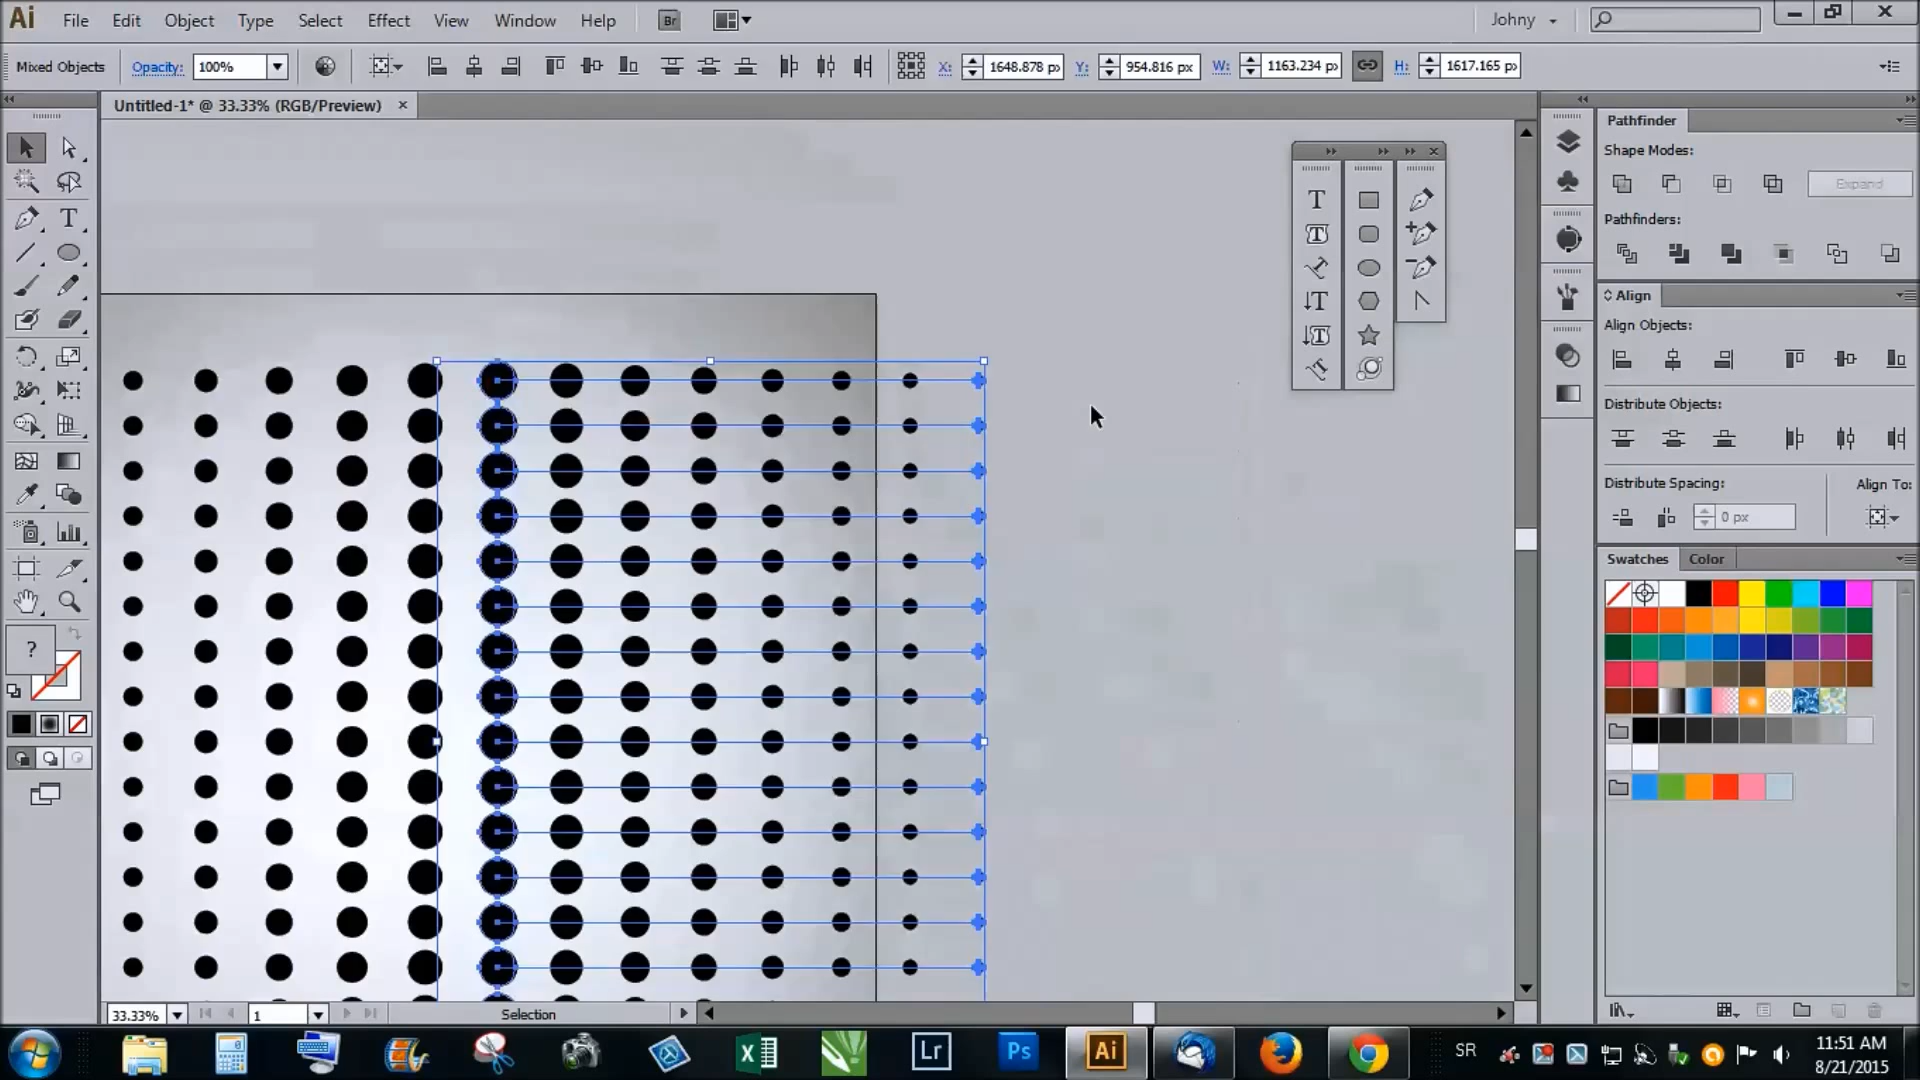 Ai File Edit Object Type Select Effect View Window Help Br Johny
Mixed Objects Opacity: 100% X: 1648.878 px Y: 954.816 px W: 1163.234 px H: 1617.165 px
Untitled-1* @ 33.33% (RGB/Preview)
Pathfinder
Shape Modes:
Expand
Pathfinders:
Align
Align Objects:
Distribute Objects:
Distribute Spacing: Align To:
0 px
Swatches Color
33.33% 1 Selection
Lr Ps Ai SR 11:51 AM
8/21/2015